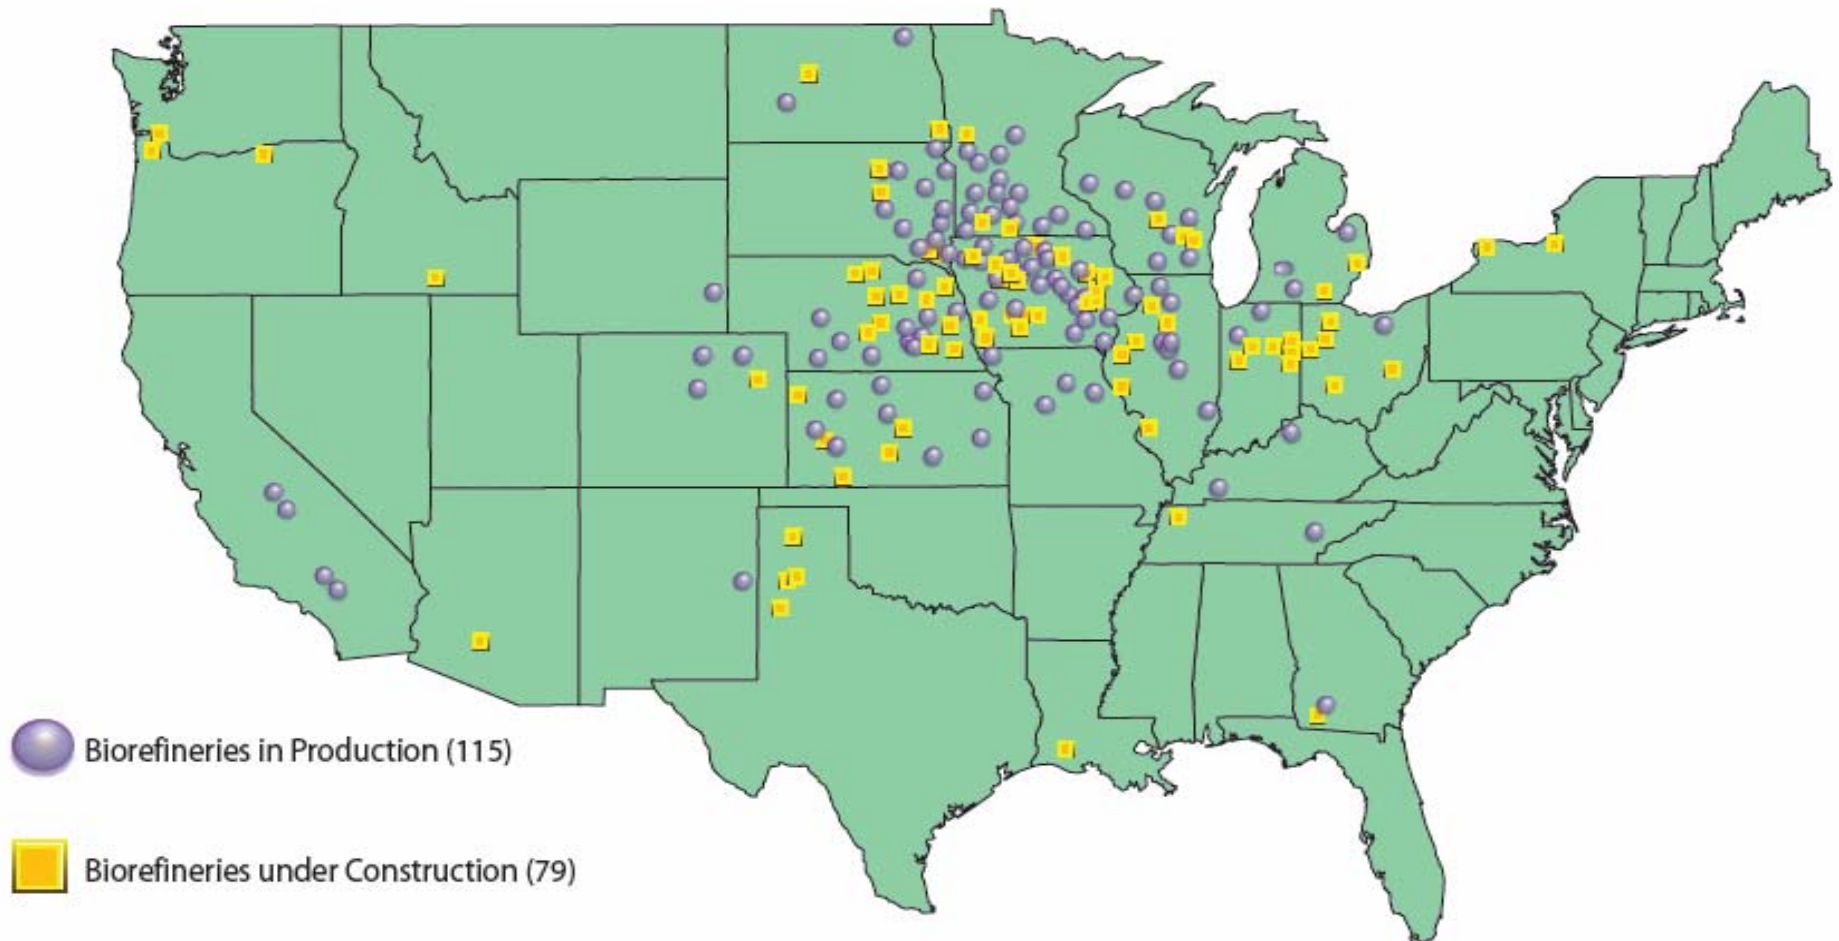 Biorefineries in Production (115)
Biorefineries under Construction (79)